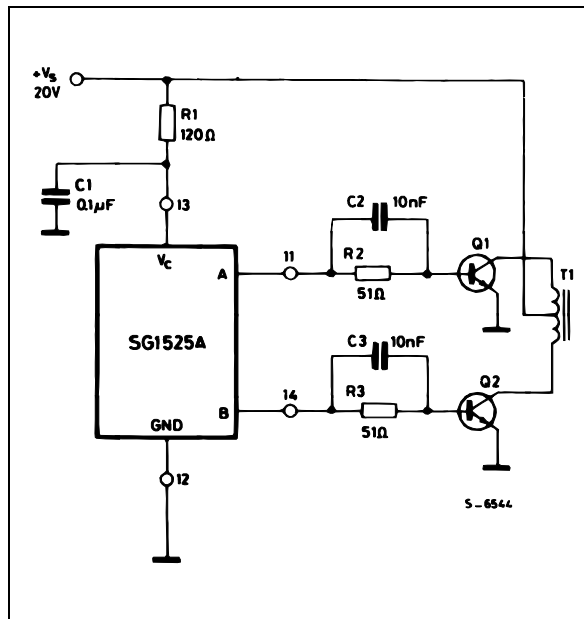 +Vs
20V
R1
120Ω
C1
0.1µF
13
Vc
A
11
C2 10nF
R2
51Ω
Q1
T1
SG1525A
C3 10nF
R3
51Ω
Q2
B
14
GND
12
S_6544